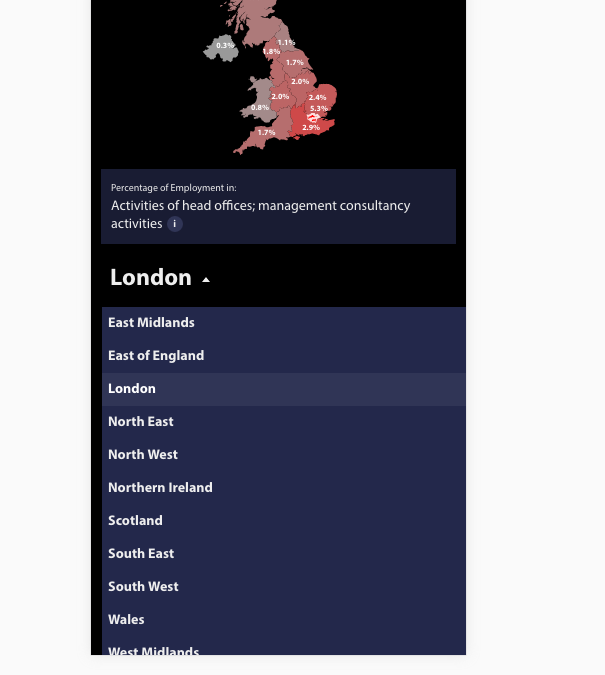 0.3%
1.1%
1.8%
1.7%
2.0%
2.0%
2.4%
0.8%
5.3%
2.9%
1.7%
Percentage of Employment in:
Activities of head offices; management consultancy
activities i
London
East Midlands
East of England
London
North East
North West
Northern Ireland
Scotland
South East
South West
Wales
West Midlands